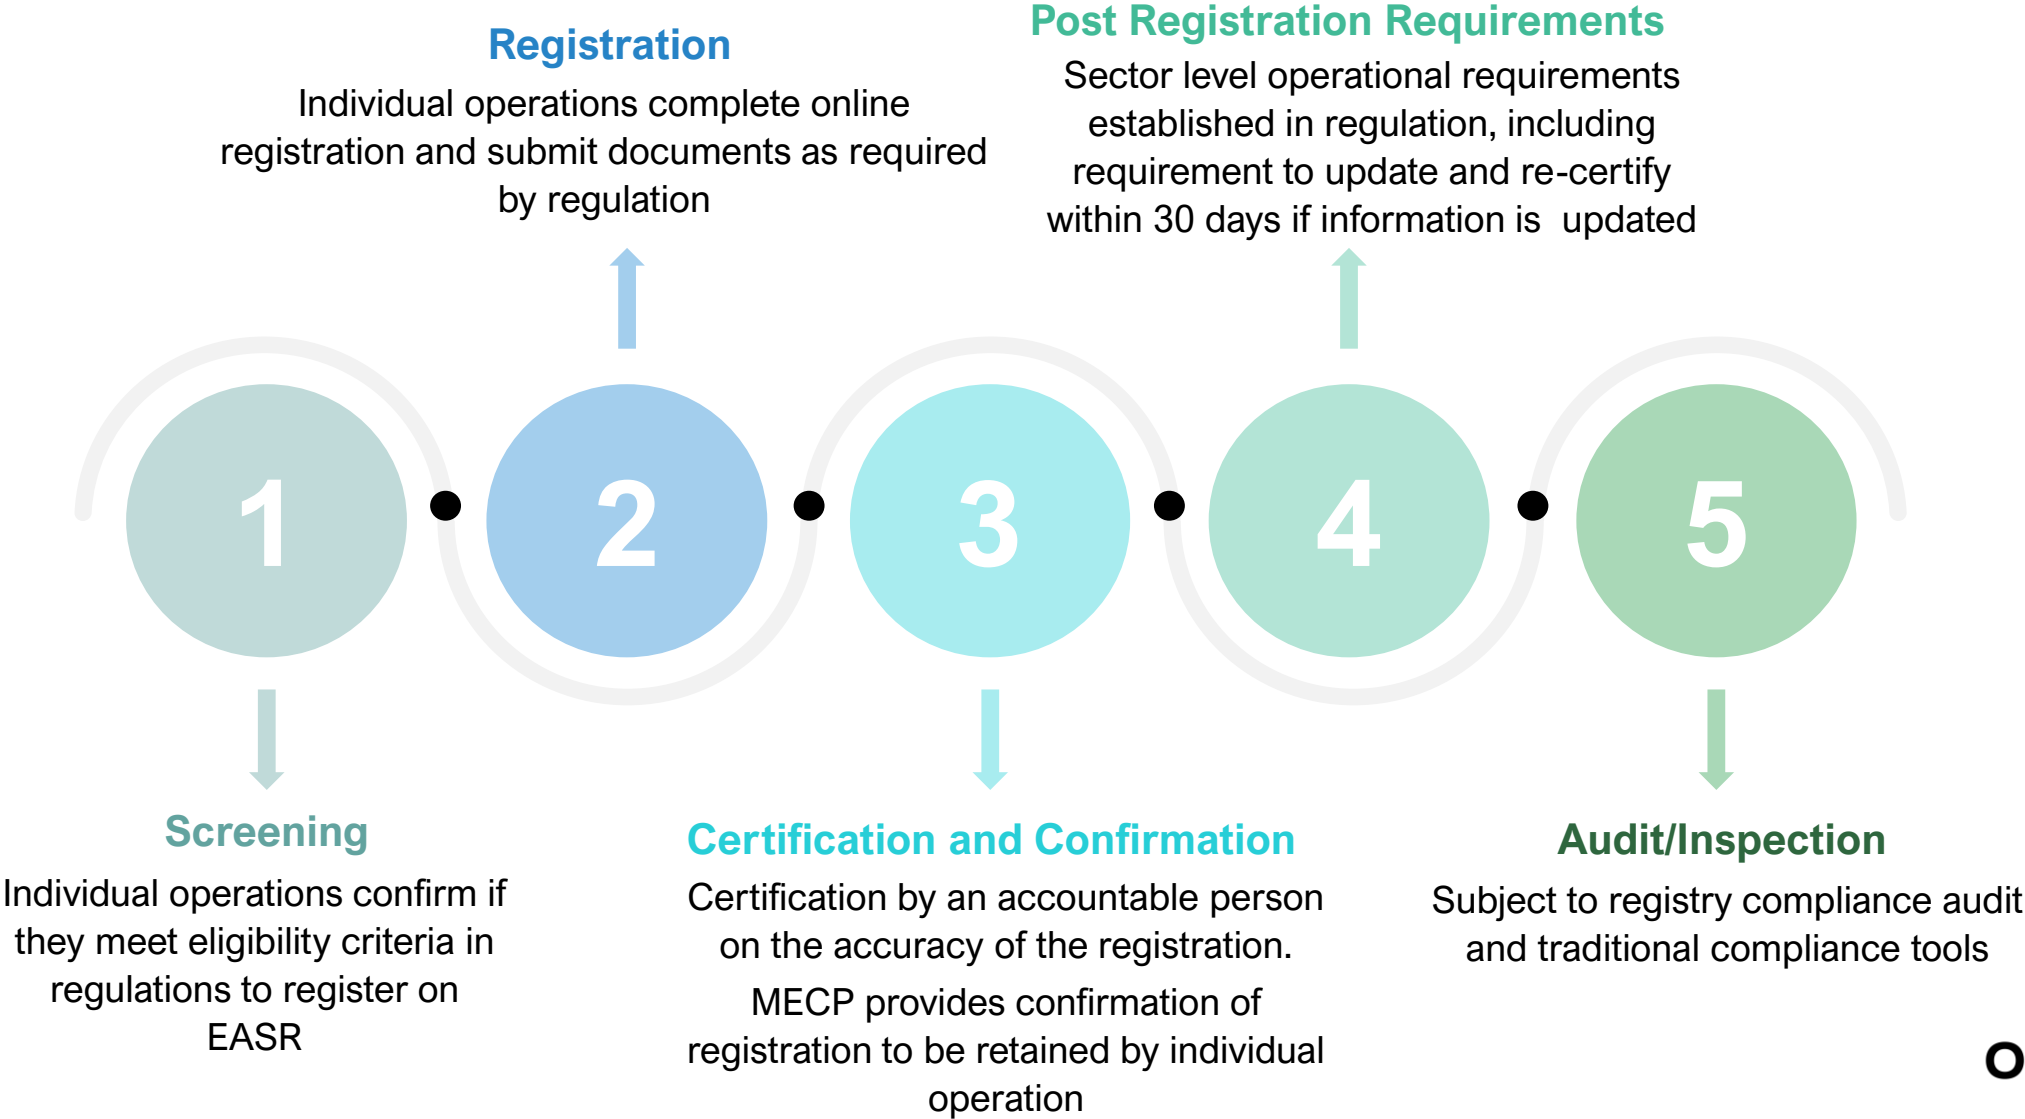 Registration
Individual operations complete online
registration and submit documents as required
by regulation
Post Registration Requirements
Sector level operational requirements
established in regulation, including
requirement to update and re-certify
within 30 days if information is  updated
1
2
3
4
5
Screening
Individual operations confirm if
they meet eligibility criteria in
regulations to register on
EASR
Certification and Confirmation
Certification by an accountable person
on the accuracy of the registration.
MECP provides confirmation of
registration to be retained by individual
operation
Audit/Inspection
Subject to registry compliance audit
and traditional compliance tools
O